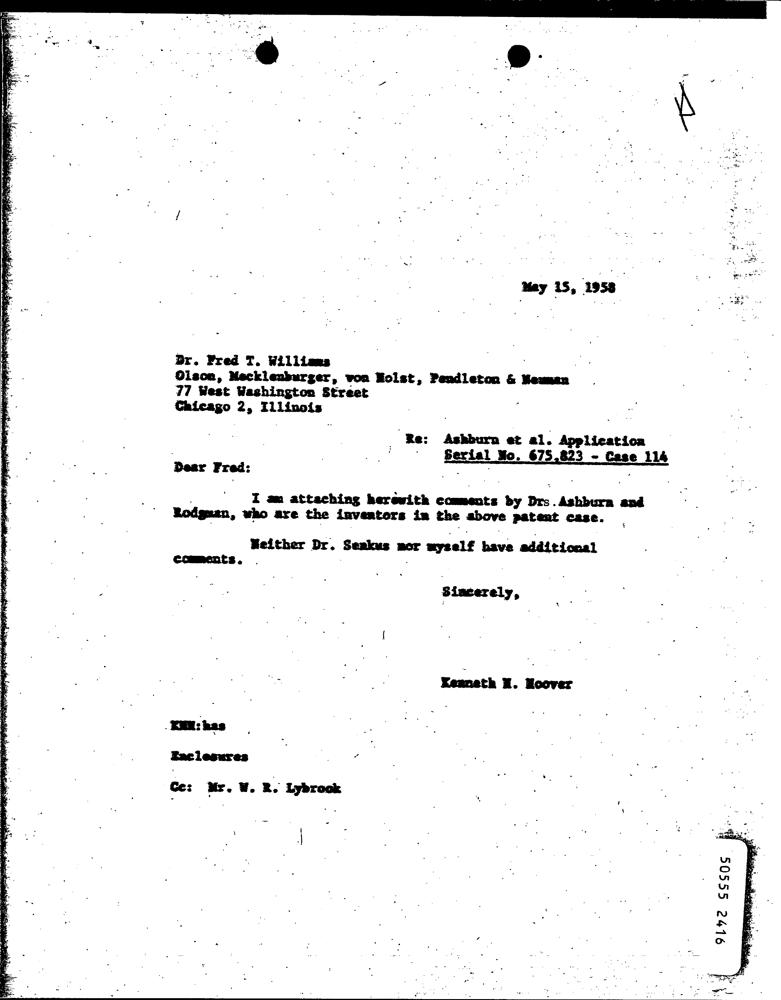 May 15, 1958
Dr. Fred T. Williams
Olson, Mecklenburger, von Holst, Pendleton & Neuman
77 West Washington Street
Chicago 2, Illinois
Re: Ashburn et al. Application
Serial No. 675,823 - Case 114
Dear Fred:
I am attaching herewith comments by Drs. Ashburn and
Rodgman, who are the inventors in the above patent case.
Neither Dr. Senkus nor myself have additional
comments.
Sincerely,
Kenneth H. Hoover
KHH:has
Enclosures
Cc: Mr. W. R. Lybrook
50555 2416